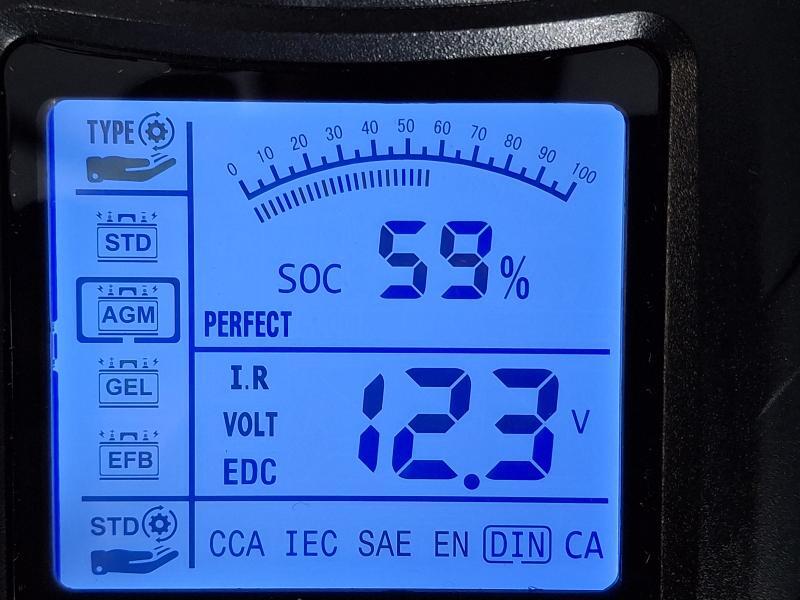 TYPE
0 10 20 30 40 50 60 70 80 90 100
STD
SOC 59%
AGM
PERFECT
GEL
I.R
VOLT
EDC
12.3 V
EFB
STD
CCA IEC SAE EN DIN CA